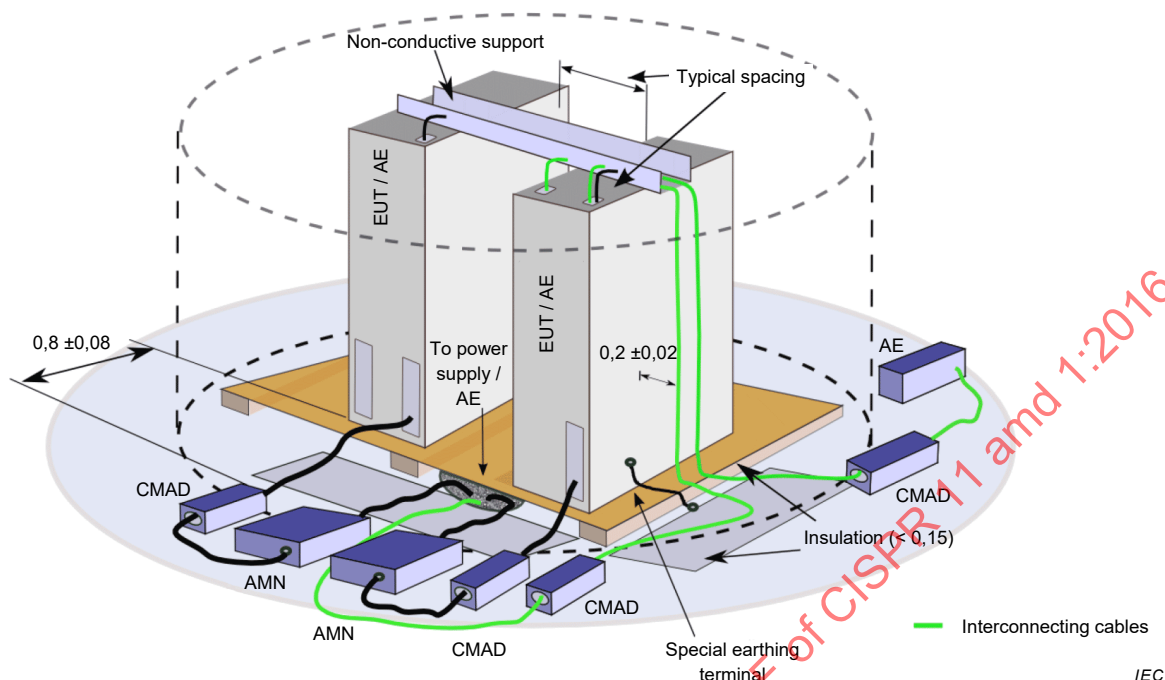 Non-conductive support
Typical spacing
EUT / AE
EUT / AE
0,8 ±0,08
To power
supply /
AE
0,2 ±0,02
AE
CMAD
CMAD
AMN
Insulation (< 0,15)
CMAD
AMN
CMAD
Special earthing
terminal
Interconnecting cables
F of CISPR 11 amd 1:2016
IEC